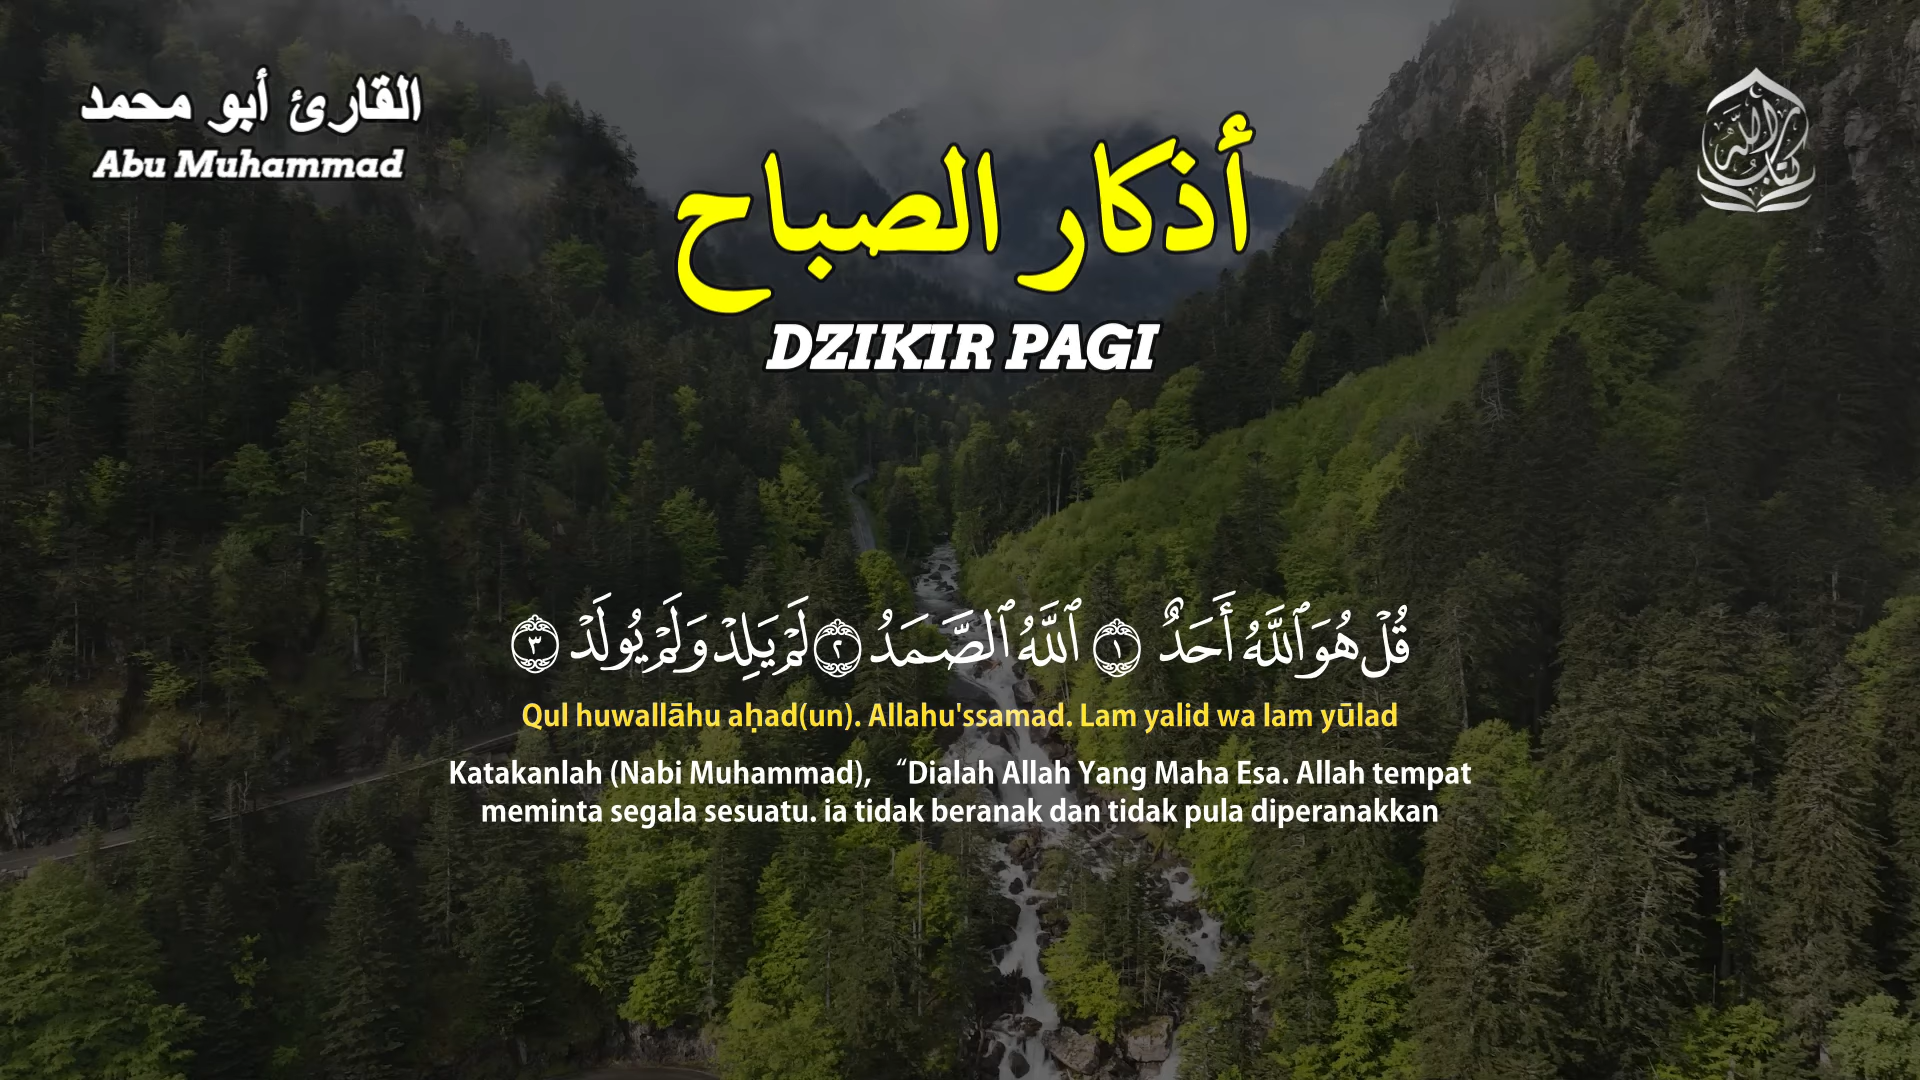 القارئ أبو محمد
Abu Muhammad
كتاب الله
أذكار الصباح
DZIKIR PAGI
قُلْ هُوَ ٱللَّهُ أَحَدٌ ١ ٱللَّهُ ٱلصَّمَدُ ٢ لَمْ يَلِدْ وَلَمْ يُولَدْ ٣
Qul huwallāhu aḥad(un). Allahu'ssamad. Lam yalid wa lam yūlad
Katakanlah (Nabi Muhammad), “Dialah Allah Yang Maha Esa. Allah tempat
meminta segala sesuatu. ia tidak beranak dan tidak pula diperanakkan